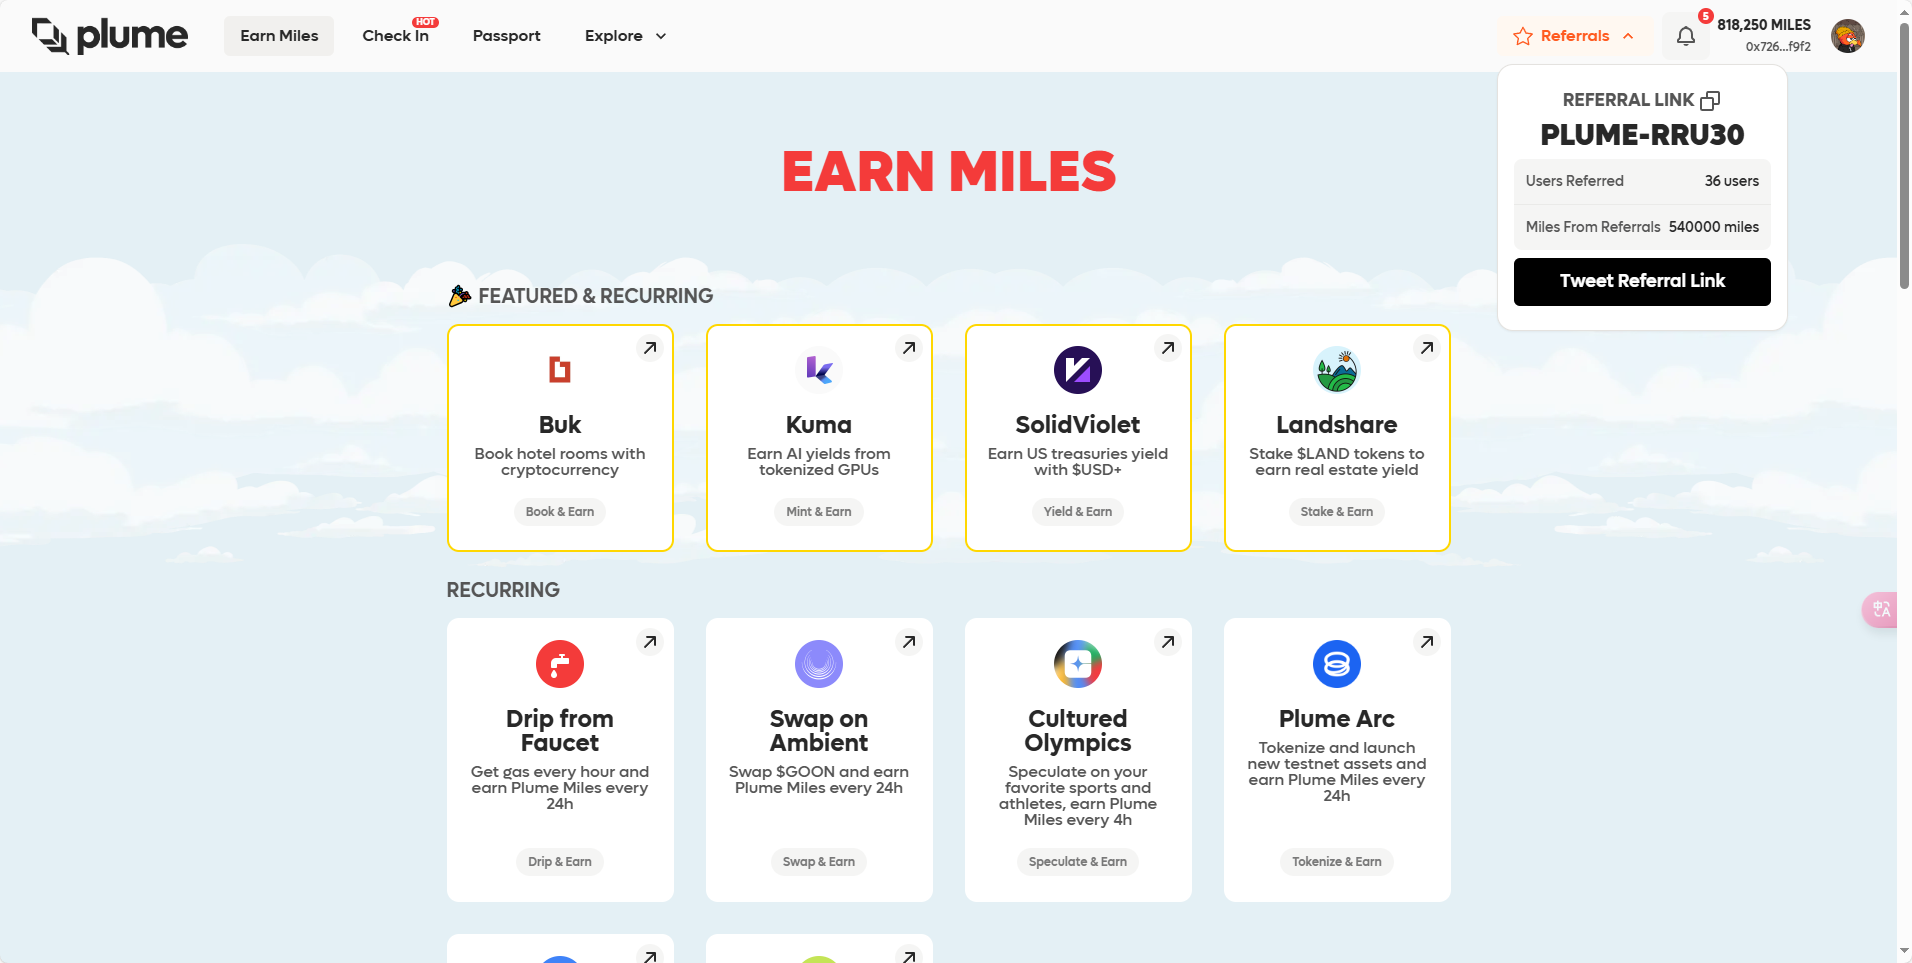 plume
Earn Miles
Check In
HOT
Passport
Explore
Referrals
5
818,250 MILES
0x726...f9f2
REFERRAL LINK
PLUME-RRU30
Users Referred 36 users
Miles From Referrals 540000 miles
Tweet Referral Link
EARN MILES
FEATURED & RECURRING
Buk
Book hotel rooms with
cryptocurrency
Book & Earn
Kuma
Earn AI yields from
tokenized GPUs
Mint & Earn
SolidViolet
Earn US treasuries yield
with $USD+
Yield & Earn
Landshare
Stake $LAND tokens to
earn real estate yield
Stake & Earn
RECURRING
Drip from
Faucet
Get gas every hour and
earn Plume Miles every
24h
Drip & Earn
Swap on
Ambient
Swap $GOON and earn
Plume Miles every 24h
Swap & Earn
Cultured
Olympics
Speculate on your
favorite sports and
athletes, earn Plume
Miles every 4h
Speculate & Earn
Plume Arc
Tokenize and launch
new testnet assets and
earn Plume Miles every
24h
Tokenize & Earn
中A